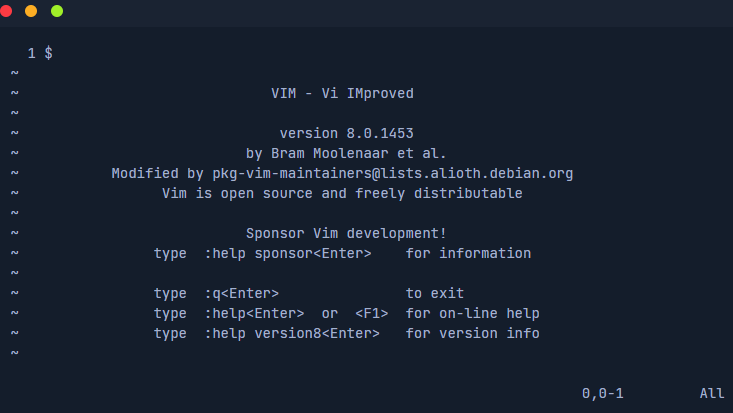 1 $
~
~ VIM - Vi IMproved
~
~ version 8.0.1453
~ by Bram Moolenaar et al.
~ Modified by pkg-vim-maintainers@lists.alioth.debian.org
~ Vim is open source and freely distributable
~
~ Sponsor Vim development!
~ type :help sponsor<Enter> for information
~
~ type :q<Enter> to exit
~ type :help<Enter> or <F1> for on-line help
~ type :help version8<Enter> for version info
~
0,0-1 All